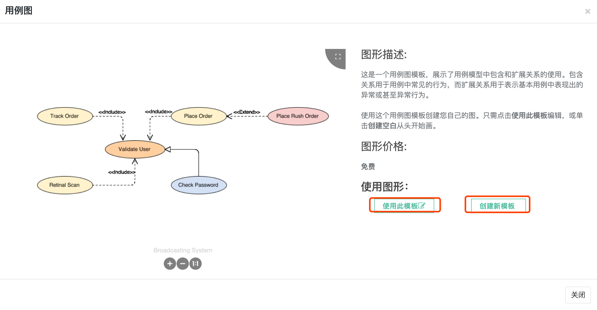 用例图
×
图形描述:
这是一个用例图模板，展示了用例模型中包含和扩展关系的使用。包含
关系用于用例中常见的行为，而扩展关系用于表示基本用例中表现出的
异常或甚至异常行为。
使用这个用例图模板创建您自己的图。只需点击使用此模板编辑，或单
击创建空白从头开始画。
图形价格:
免费
使用图形：
使用此模板
创建新模板
Track Order
<<Include>>
<<Include>>
Place Order
<<Extend>>
Place Rush Order
Validate User
<<Include>>
Retinal Scan
Check Password
Broadcasting System
1:1
关闭